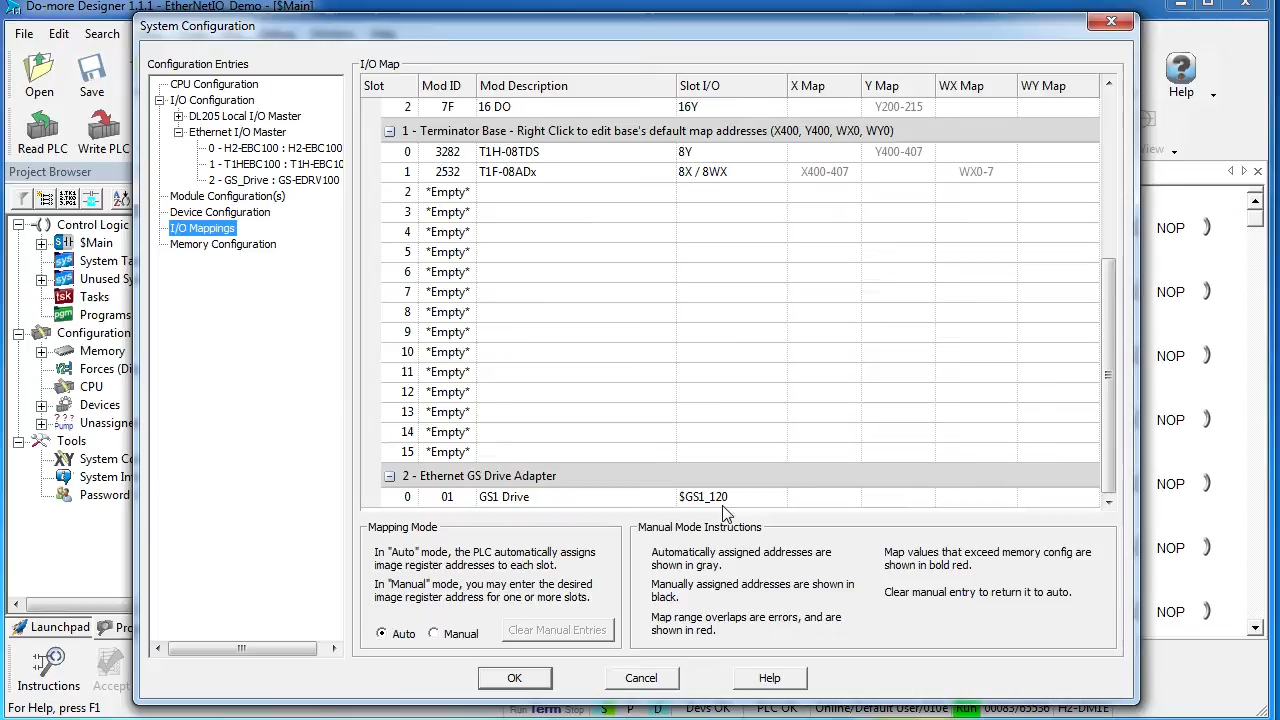 Do-more Designer 1.1.1 - EtherNetIO_Demo - [$Main]
File Edit Search
Open Save
Read PLC Write PLC
Project Browser
Control Logic
$Main
System Ta
Unused Sy
Tasks
Programs
Configuration
Memory
Forces (Di
CPU
Devices
Unassigne
Tools
System Co
System In
Password
Launchpad Pro
Instructions Accept
For Help, press F1
System Configuration
Configuration Entries
CPU Configuration
I/O Configuration
DL205 Local I/O Master
Ethernet I/O Master
0 - H2-EBC100 : H2-EBC100
1 - T1HEBC100 : T1H-EBC10
2 - GS_Drive : GS-EDRV100
Module Configuration(s)
Device Configuration
I/O Mappings
Memory Configuration
I/O Map
Slot Mod ID Mod Description Slot I/O X Map Y Map WX Map WY Map
2 7F 16 DO 16Y Y200-215
1 - Terminator Base - Right Click to edit base's default map addresses (X400, Y400, WX0, WY0)
0 3282 T1H-08TDS 8Y Y400-407
1 2532 T1F-08ADx 8X / 8WX X400-407 WX0-7
2 *Empty*
3 *Empty*
4 *Empty*
5 *Empty*
6 *Empty*
7 *Empty*
8 *Empty*
9 *Empty*
10 *Empty*
11 *Empty*
12 *Empty*
13 *Empty*
14 *Empty*
15 *Empty*
2 - Ethernet GS Drive Adapter
0 01 GS1 Drive $GS1_120
Mapping Mode
In "Auto" mode, the PLC automatically assigns
image register addresses to each slot.
In "Manual" mode, you may enter the desired
image register address for one or more slots.
Auto Manual Clear Manual Entries
Manual Mode Instructions
Automatically assigned addresses are
shown in gray.
Manually assigned addresses are shown in
black.
Map range overlaps are errors, and are
shown in red.
Map values that exceed memory config are
shown in bold red.
Clear manual entry to return it to auto.
OK Cancel Help
Help
View
NOP
NOP
NOP
NOP
NOP
NOP
NOP
Run Term Stop S P D Devs OK PLC OK Online/Default User/010e Run 00083/65536 H2-DM1E